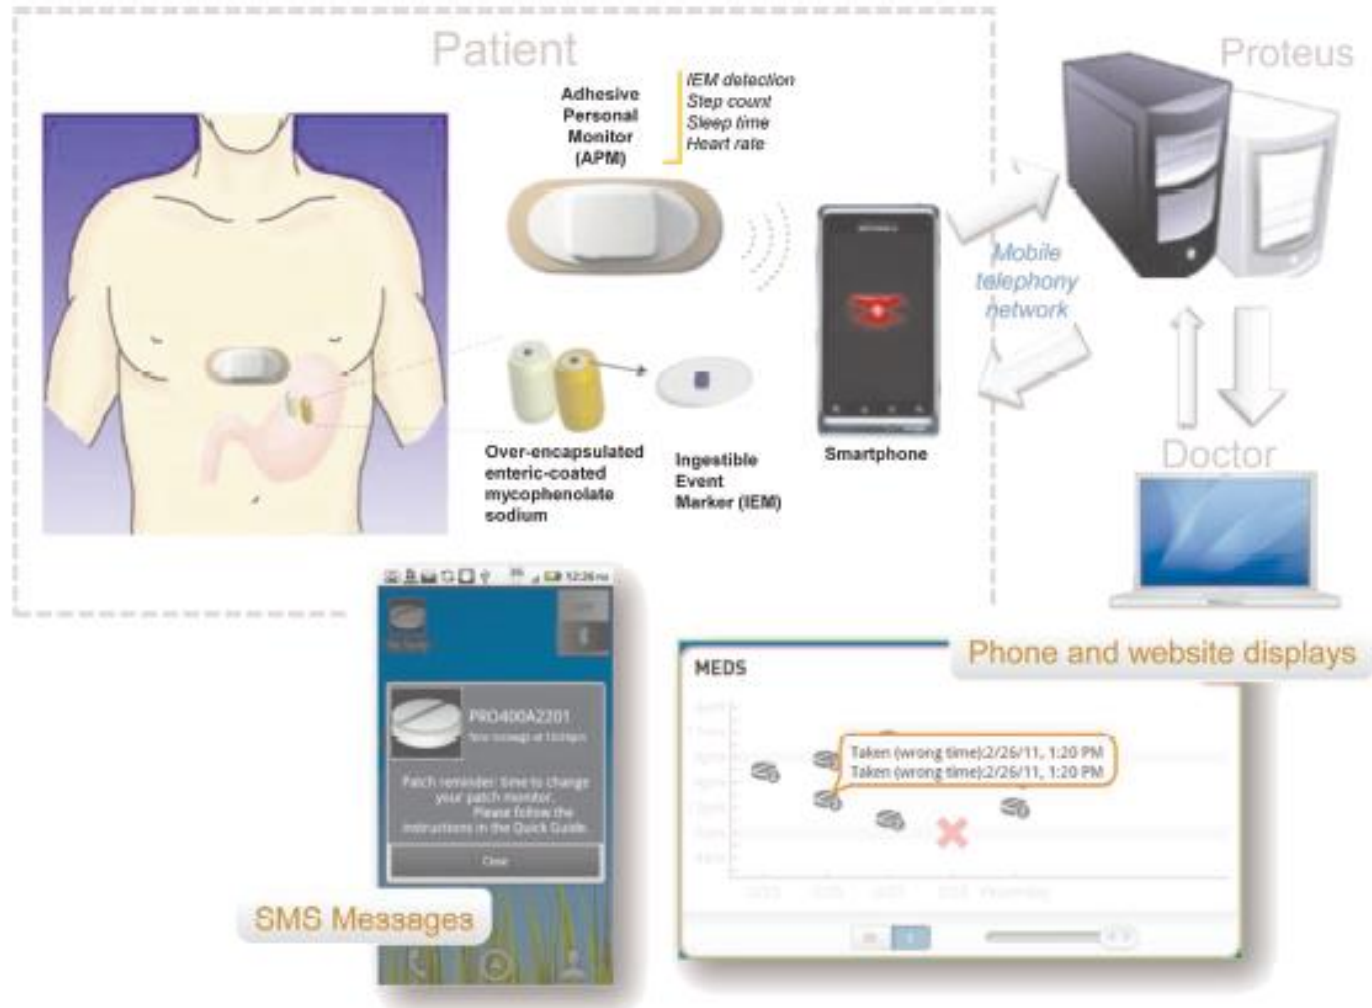 Patient
Proteus
Adhesive
Personal
Monitor
(APM)
IEM detection
Step count
Sleep time
Heart rate
Mobile
telephony
network
Over-encapsulated
enteric-coated
mycophenolate
sodium
Ingestible
Event
Marker (IEM)
Smartphone
Doctor
12:26
PRO400A2201
Patch reminder: time to change
your patch monitor.
Please follow the
instructions in the Quick Guide.
Close
SMS Messages
Phone and website displays
MEDS
Taken (wrong time):2/26/11, 1:20 PM
Taken (wrong time):2/26/11, 1:20 PM
Yesterday